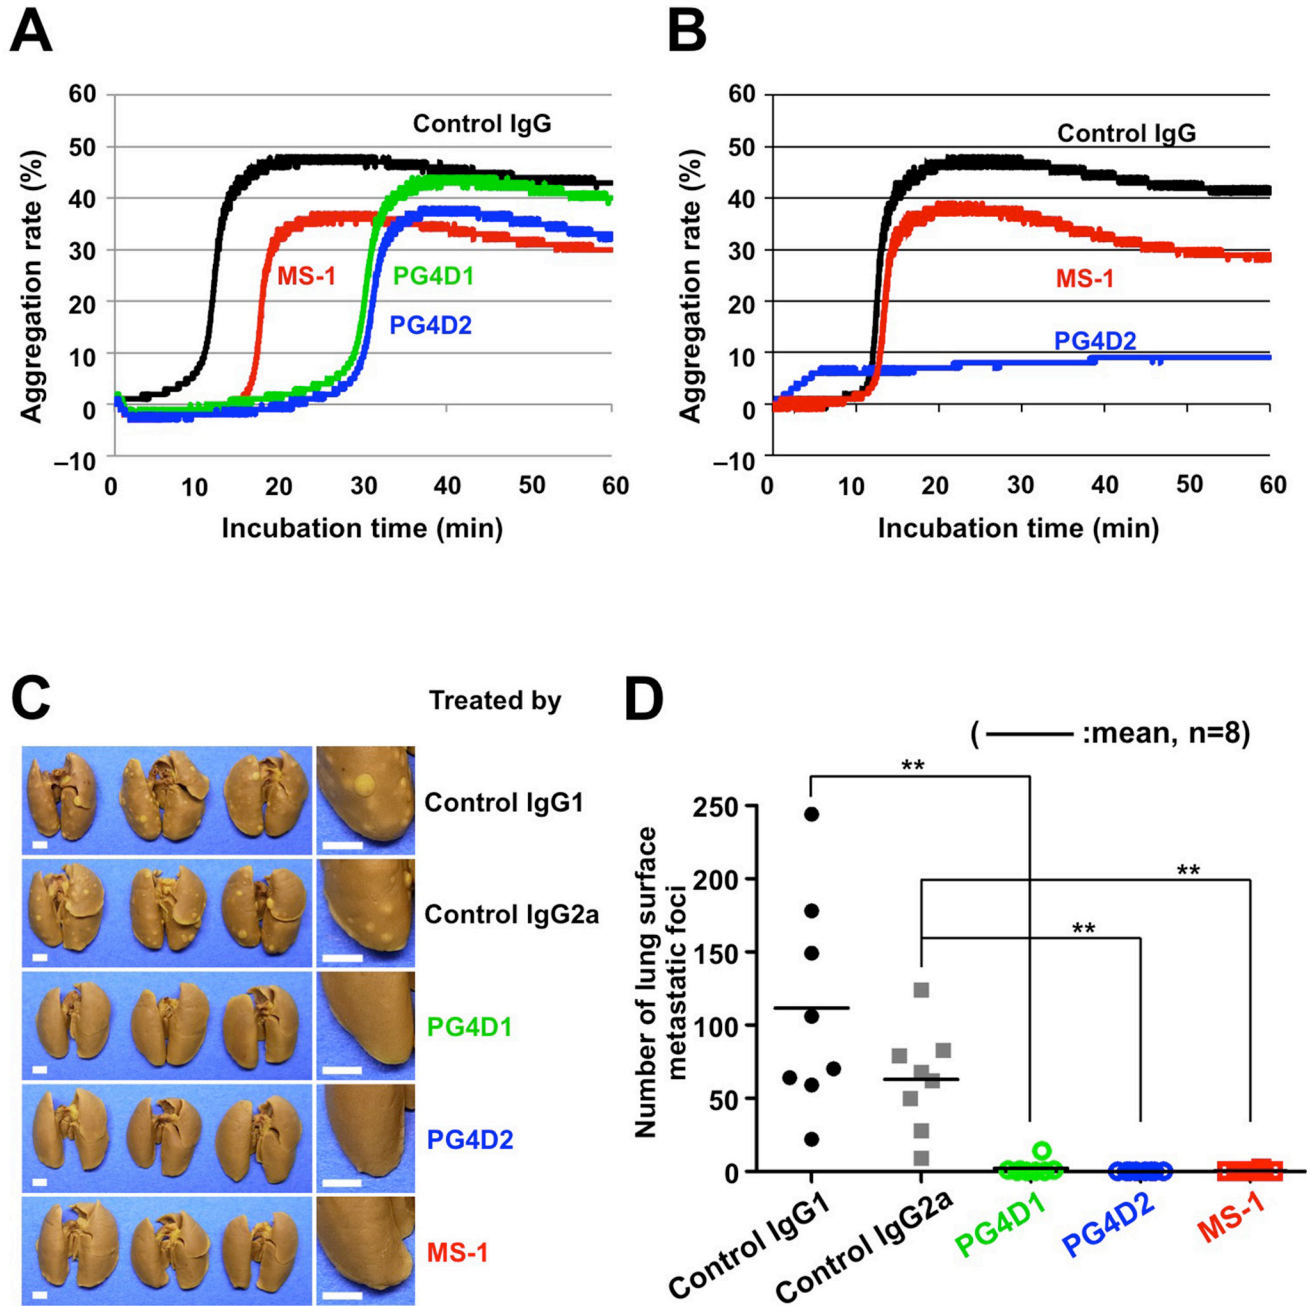 A
60
50
40
30
20
10
0
–10
Aggregation rate (%)
Control IgG
MS-1
PG4D1
PG4D2
0 10 20 30 40 50 60
Incubation time (min)
B
60
50
40
30
20
10
0
–10
Aggregation rate (%)
Control IgG
MS-1
PG4D2
0 10 20 30 40 50 60
Incubation time (min)
C
Treated by
Control IgG1
Control IgG2a
PG4D1
PG4D2
MS-1
D
( :mean, n=8)
**
**
**
250
200
150
100
50
0
Number of lung surface
metastatic foci
Control IgG1
Control IgG2a
PG4D1
PG4D2
MS-1